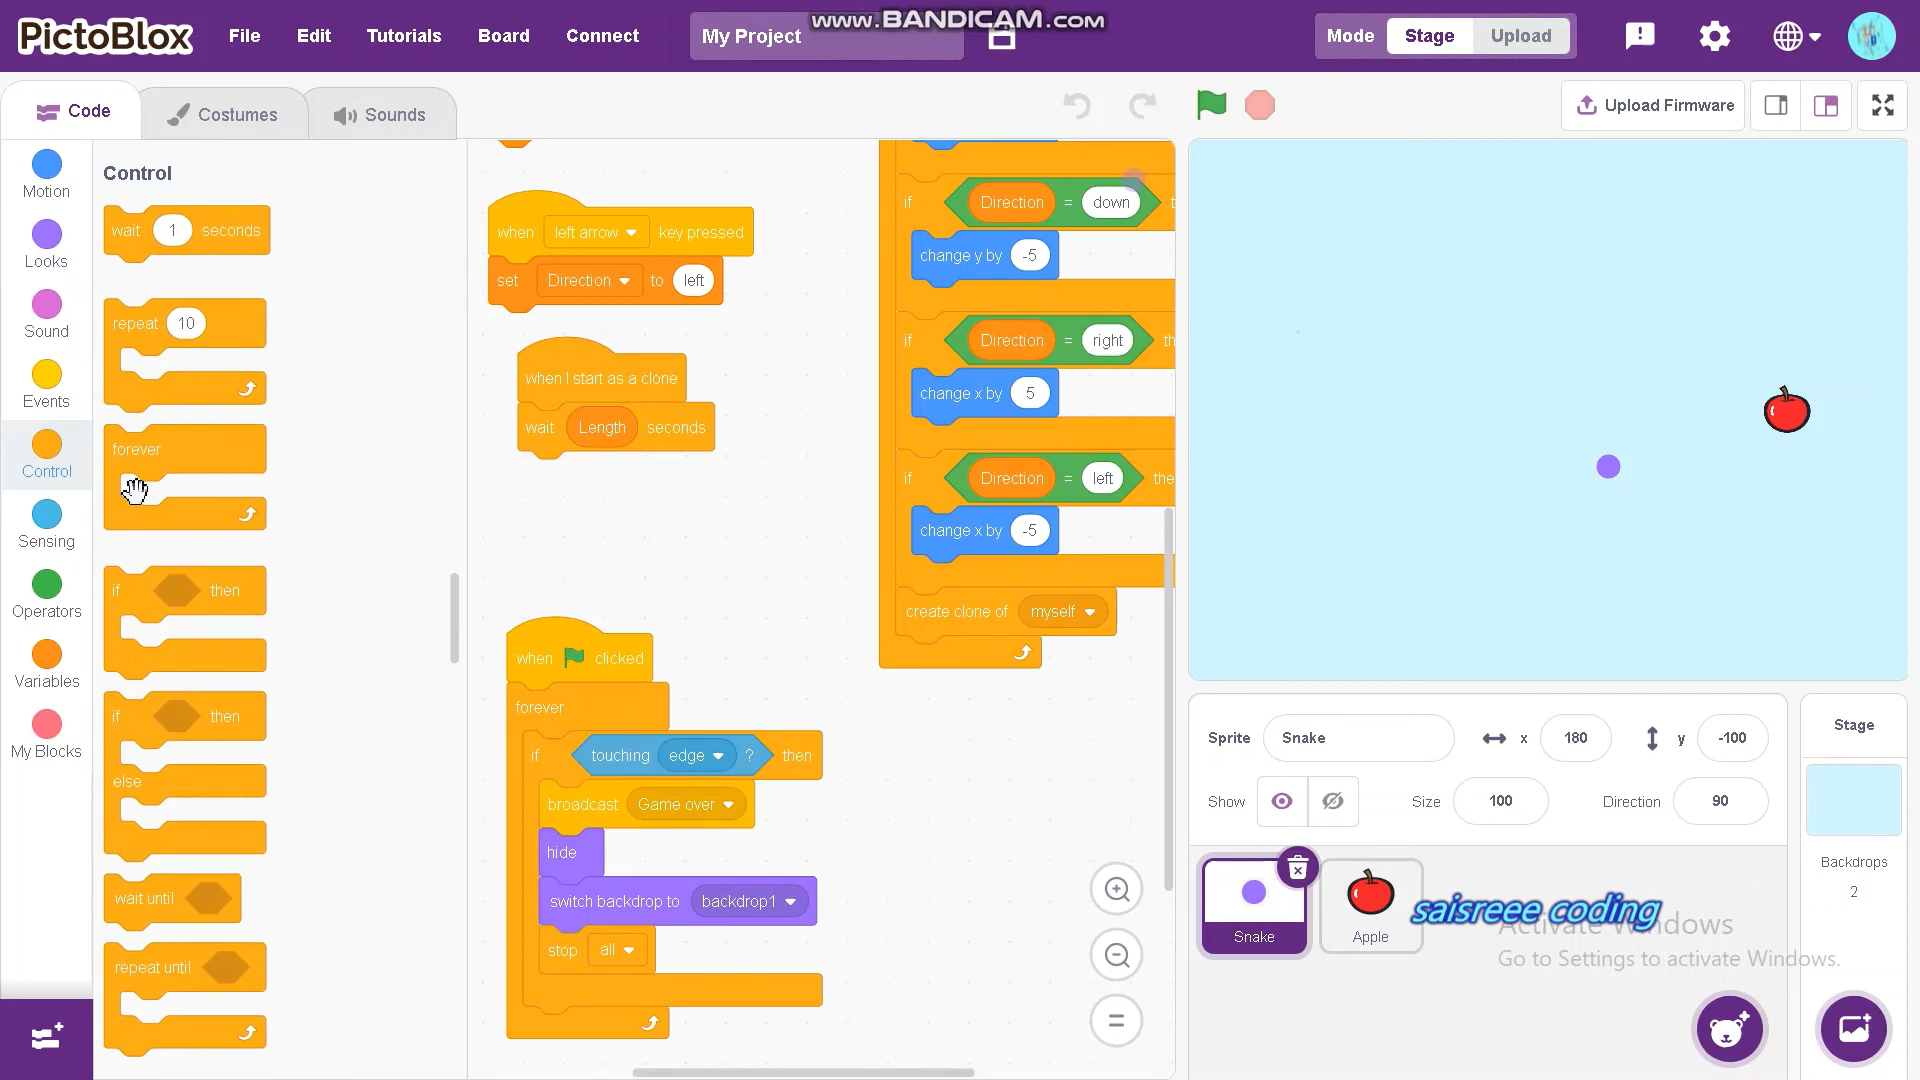 www.BANDICAM.com
PictoBlox File Edit Tutorials Board Connect My Project Mode Stage Upload
Code Costumes Sounds Upload Firmware
Motion
Looks
Sound
Events
Control
Sensing
Operators
Variables
My Blocks
Control
wait 1 seconds
repeat 10
forever
if then
if then
else
wait until
repeat until
when left arrow key pressed
set Direction to left
when I start as a clone
wait Length seconds
when clicked
forever
if touching edge ? then
broadcast Game over
hide
switch backdrop to backdrop1
stop all
if Direction = down t
change y by -5
if Direction = right th
change x by 5
if Direction = left the
change x by -5
create clone of myself
Sprite Snake x 180 y -100
Show Size 100 Direction 90
Snake
Apple
Stage
Backdrops
2
saisreee coding
Activate Windows
Go to Settings to activate Windows.